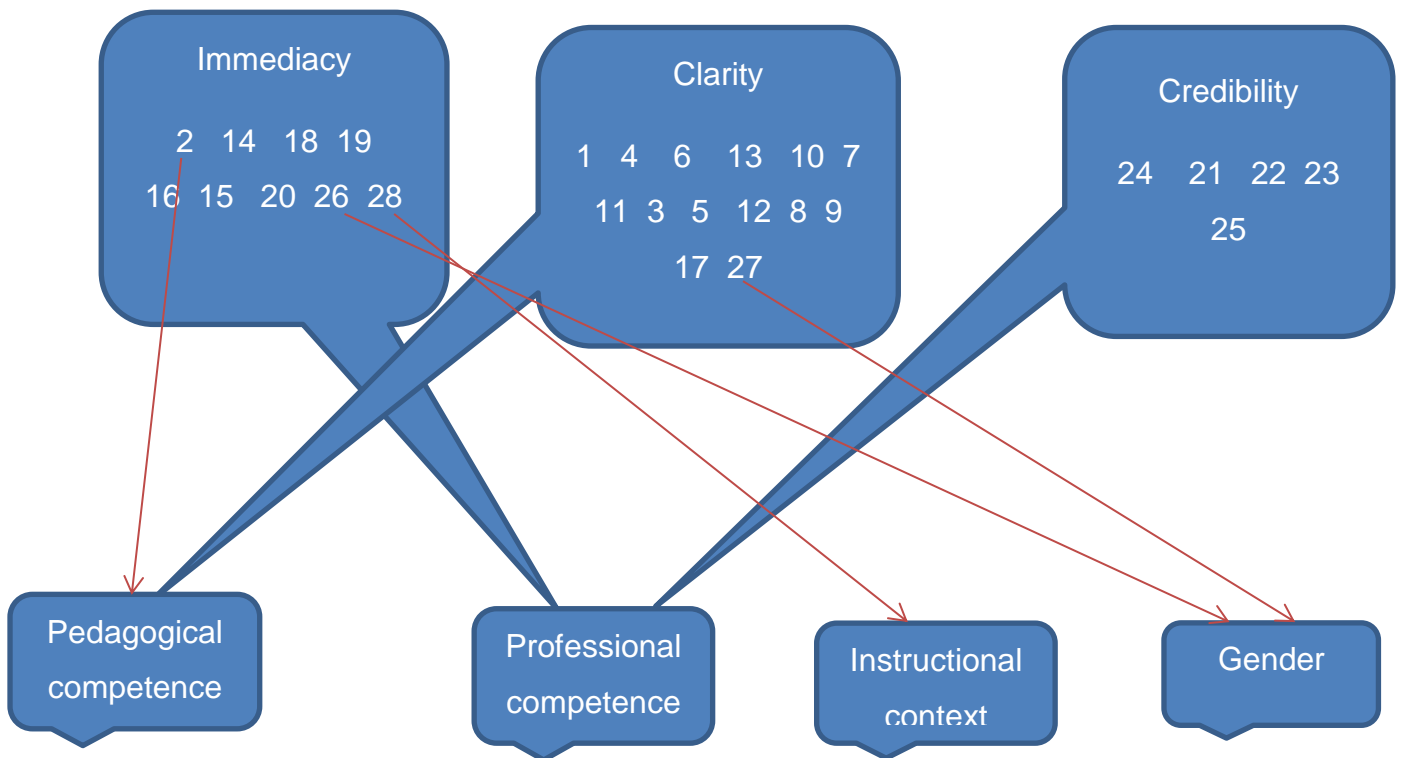 Immediacy
2 14 18 19
16 15 20 26 28
Clarity
1 4 6 13 10 7
11 3 5 12 8 9
17 27
Credibility
24 21 22 23
25
Pedagogical
competence
Professional
competence
Instructional
context
Gender